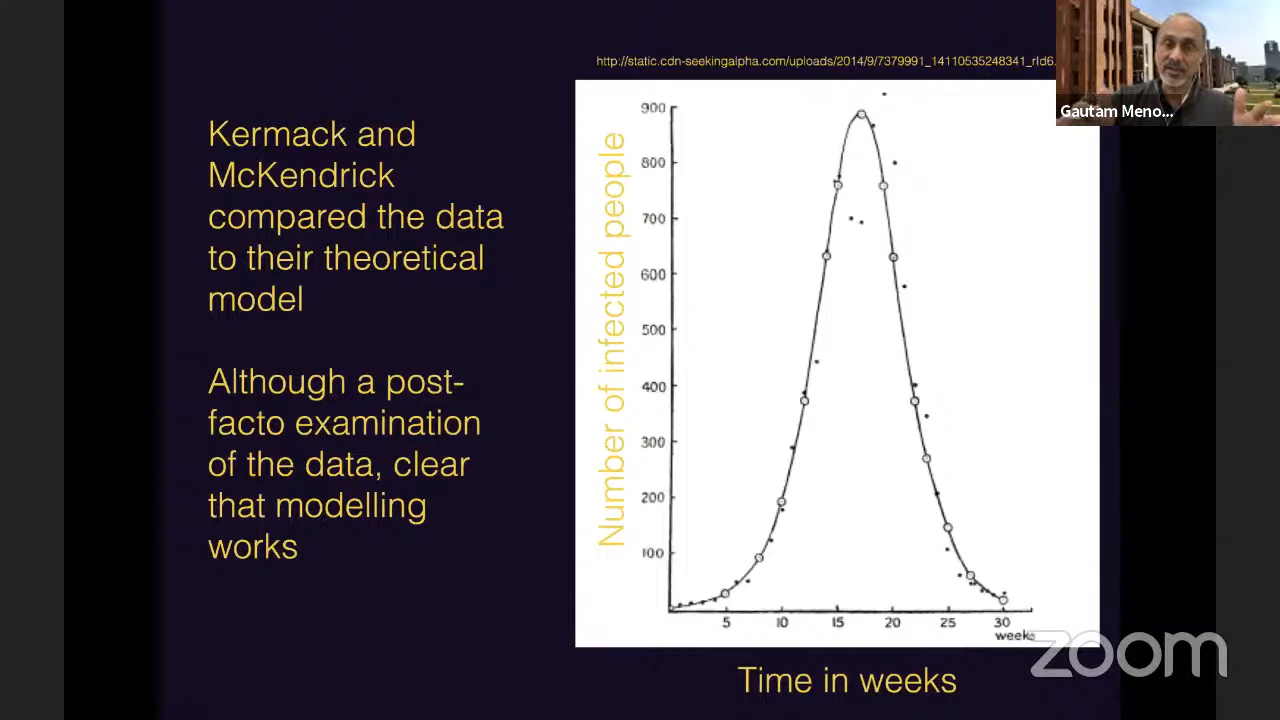 http://static.cdn-seekingalpha.com/uploads/2014/9/7379991_14110535248341_rId6.
Gautam Meno...
Kermack and
McKendrick
compared the data
to their theoretical
model
Although a post-
facto examination
of the data, clear
that modelling
works
Number of infected people
900
800
700
600
500
400
300
200
100
5 10 15 20 25 30
weeks
Time in weeks
zoom